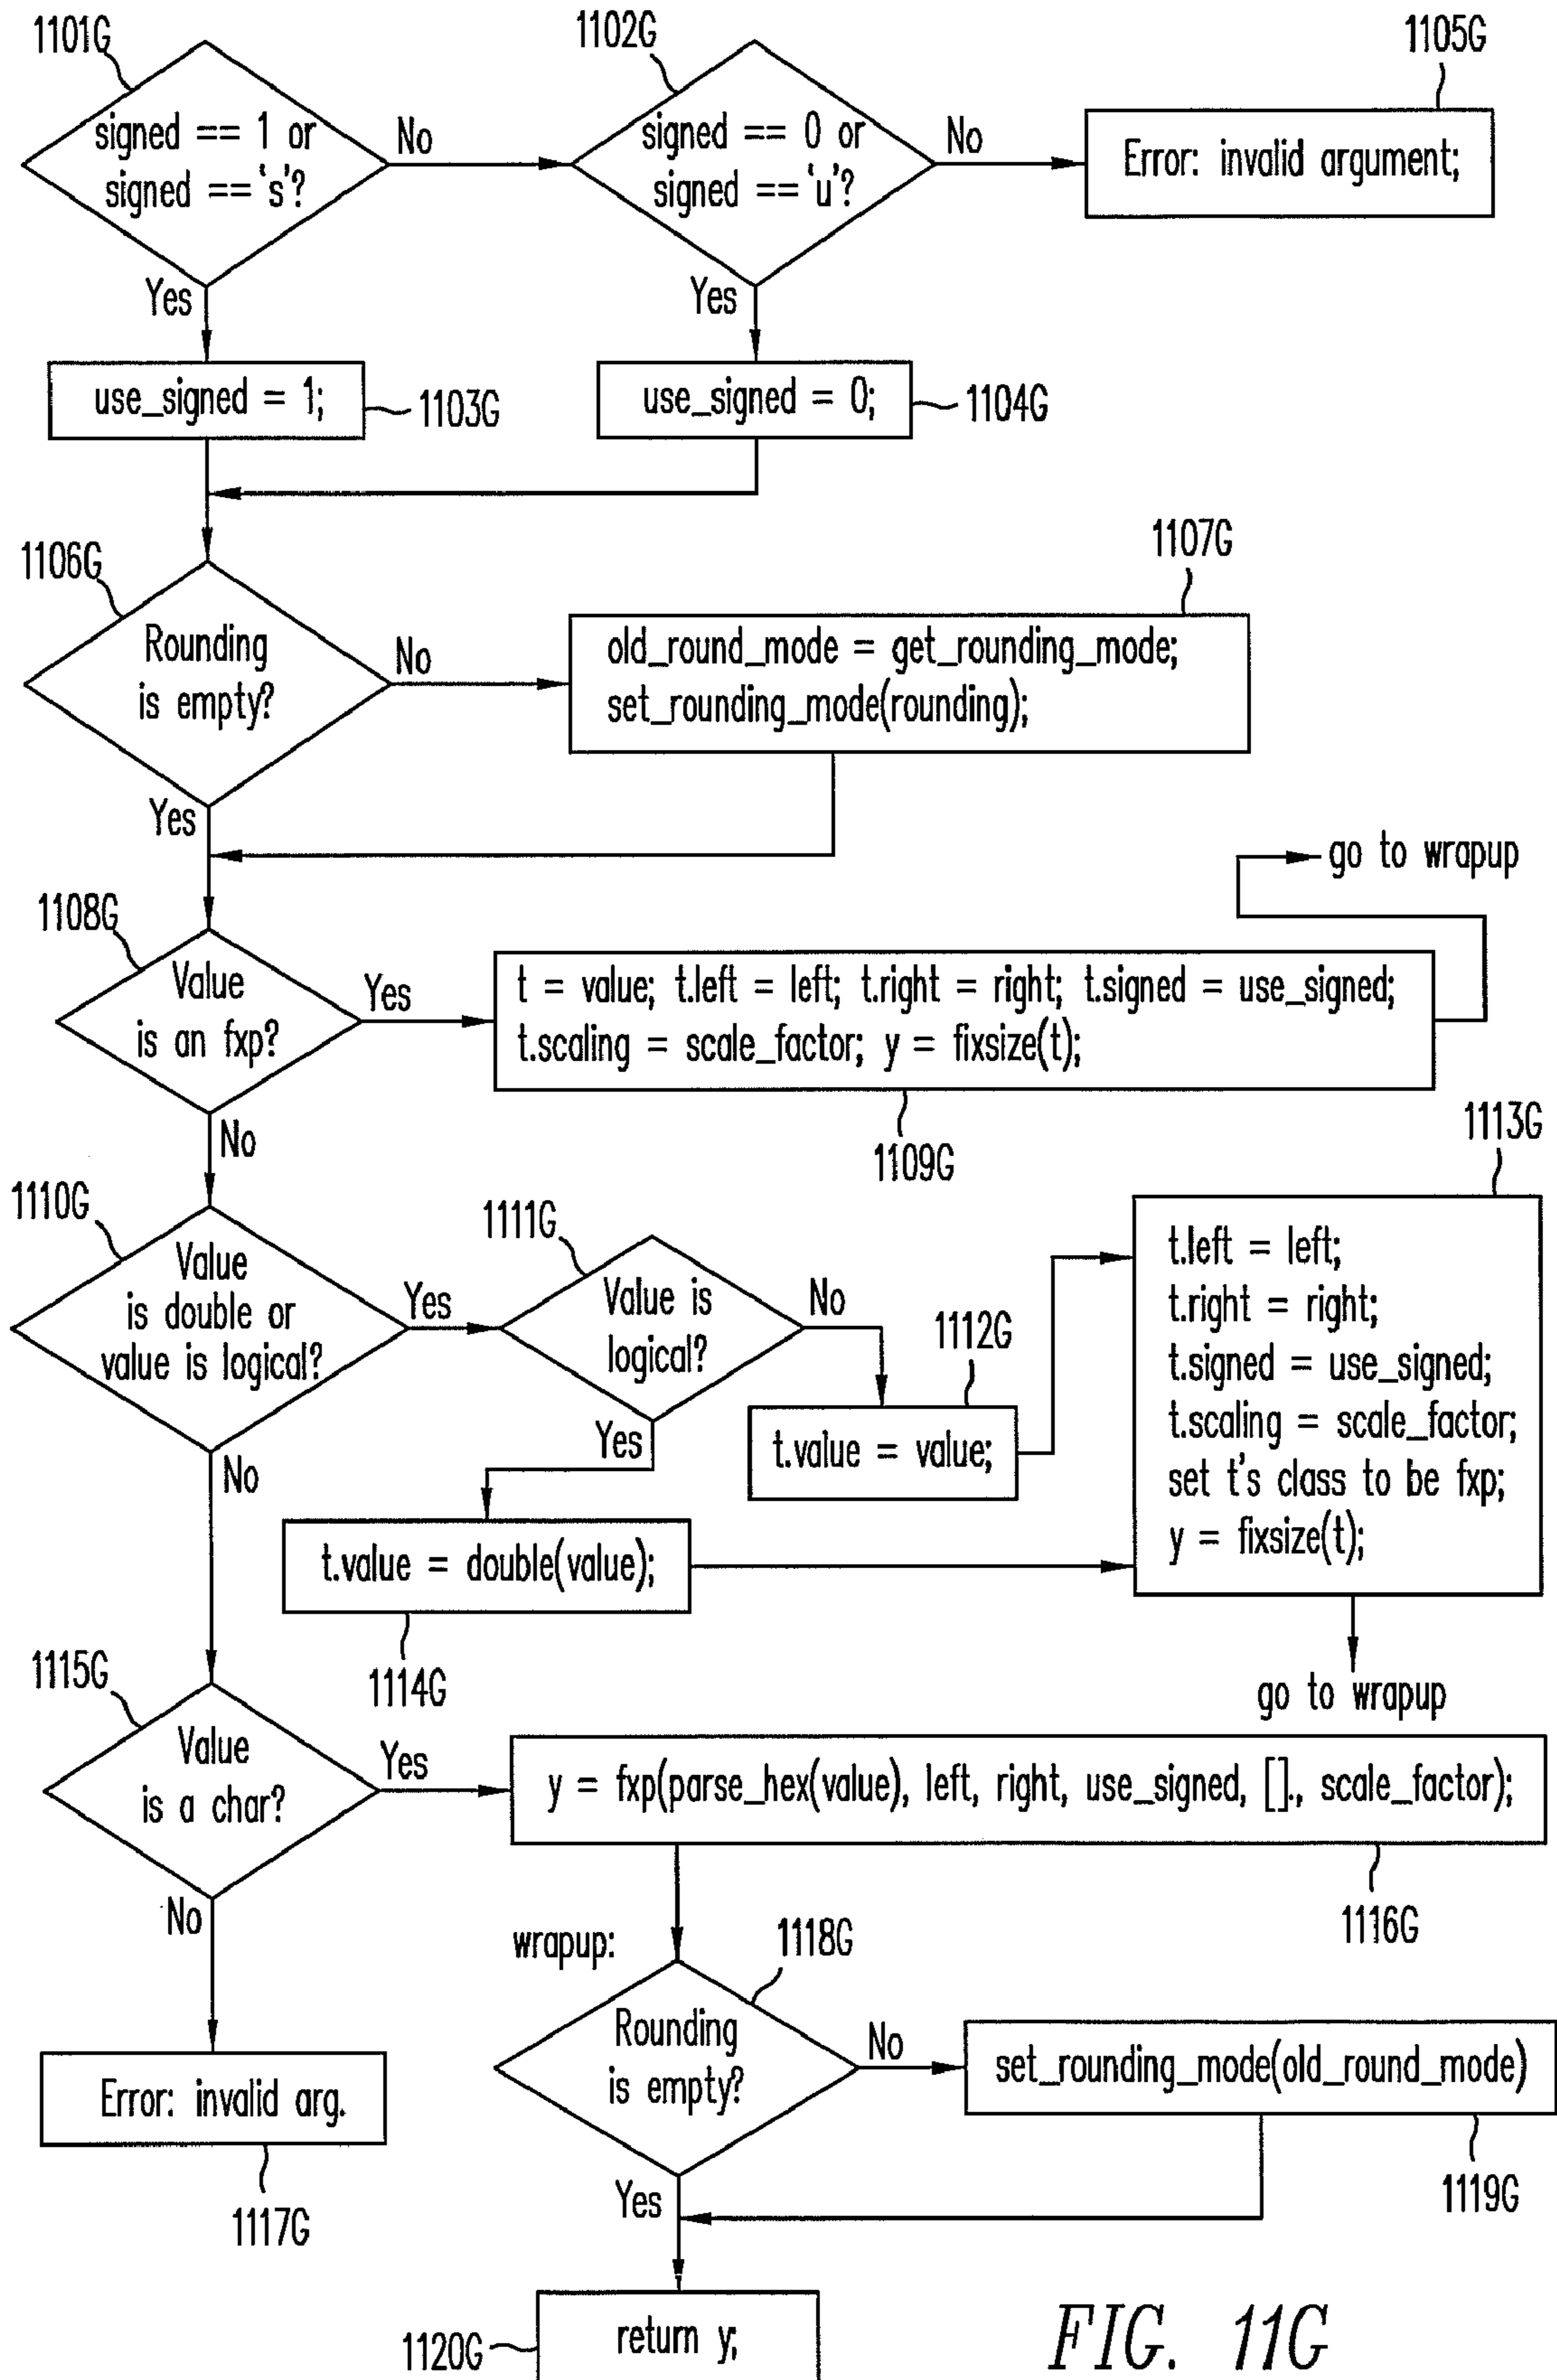 1101G
1102G
1105G
signed == 1 or
signed == 's'?
No
signed == 0 or
signed == 'u'?
No
Error: invalid argument;
Yes
Yes
use_signed = 1;
1103G
use_signed = 0;
1104G
1106G
1107G
Rounding
is empty?
No
old_round_mode = get_rounding_mode;
set_rounding_mode(rounding);
Yes
go to wrapup
1108G
Value
is an fxp?
Yes
t = value; t.left = left; t.right = right; t.signed = use_signed;
t.scaling = scale_factor; y = fixsize(t);
No
1109G
1113G
1110G
1111G
Value
is double or
value is logical?
Yes
Value is
logical?
No
1112G
t.left = left;
t.right = right;
t.signed = use_signed;
t.scaling = scale_factor;
set t's class to be fxp;
y = fixsize(t);
Yes
t.value = value;
No
t.value = double(value);
1114G
go to wrapup
1115G
Value
is a char?
Yes
y = fxp(parse_hex(value), left, right, use_signed, []., scale_factor);
No
1116G
wrapup:
1118G
Rounding
is empty?
No
set_rounding_mode(old_round_mode)
Error: invalid arg.
1119G
1117G
Yes
return y;
1120G
FIG. 11G